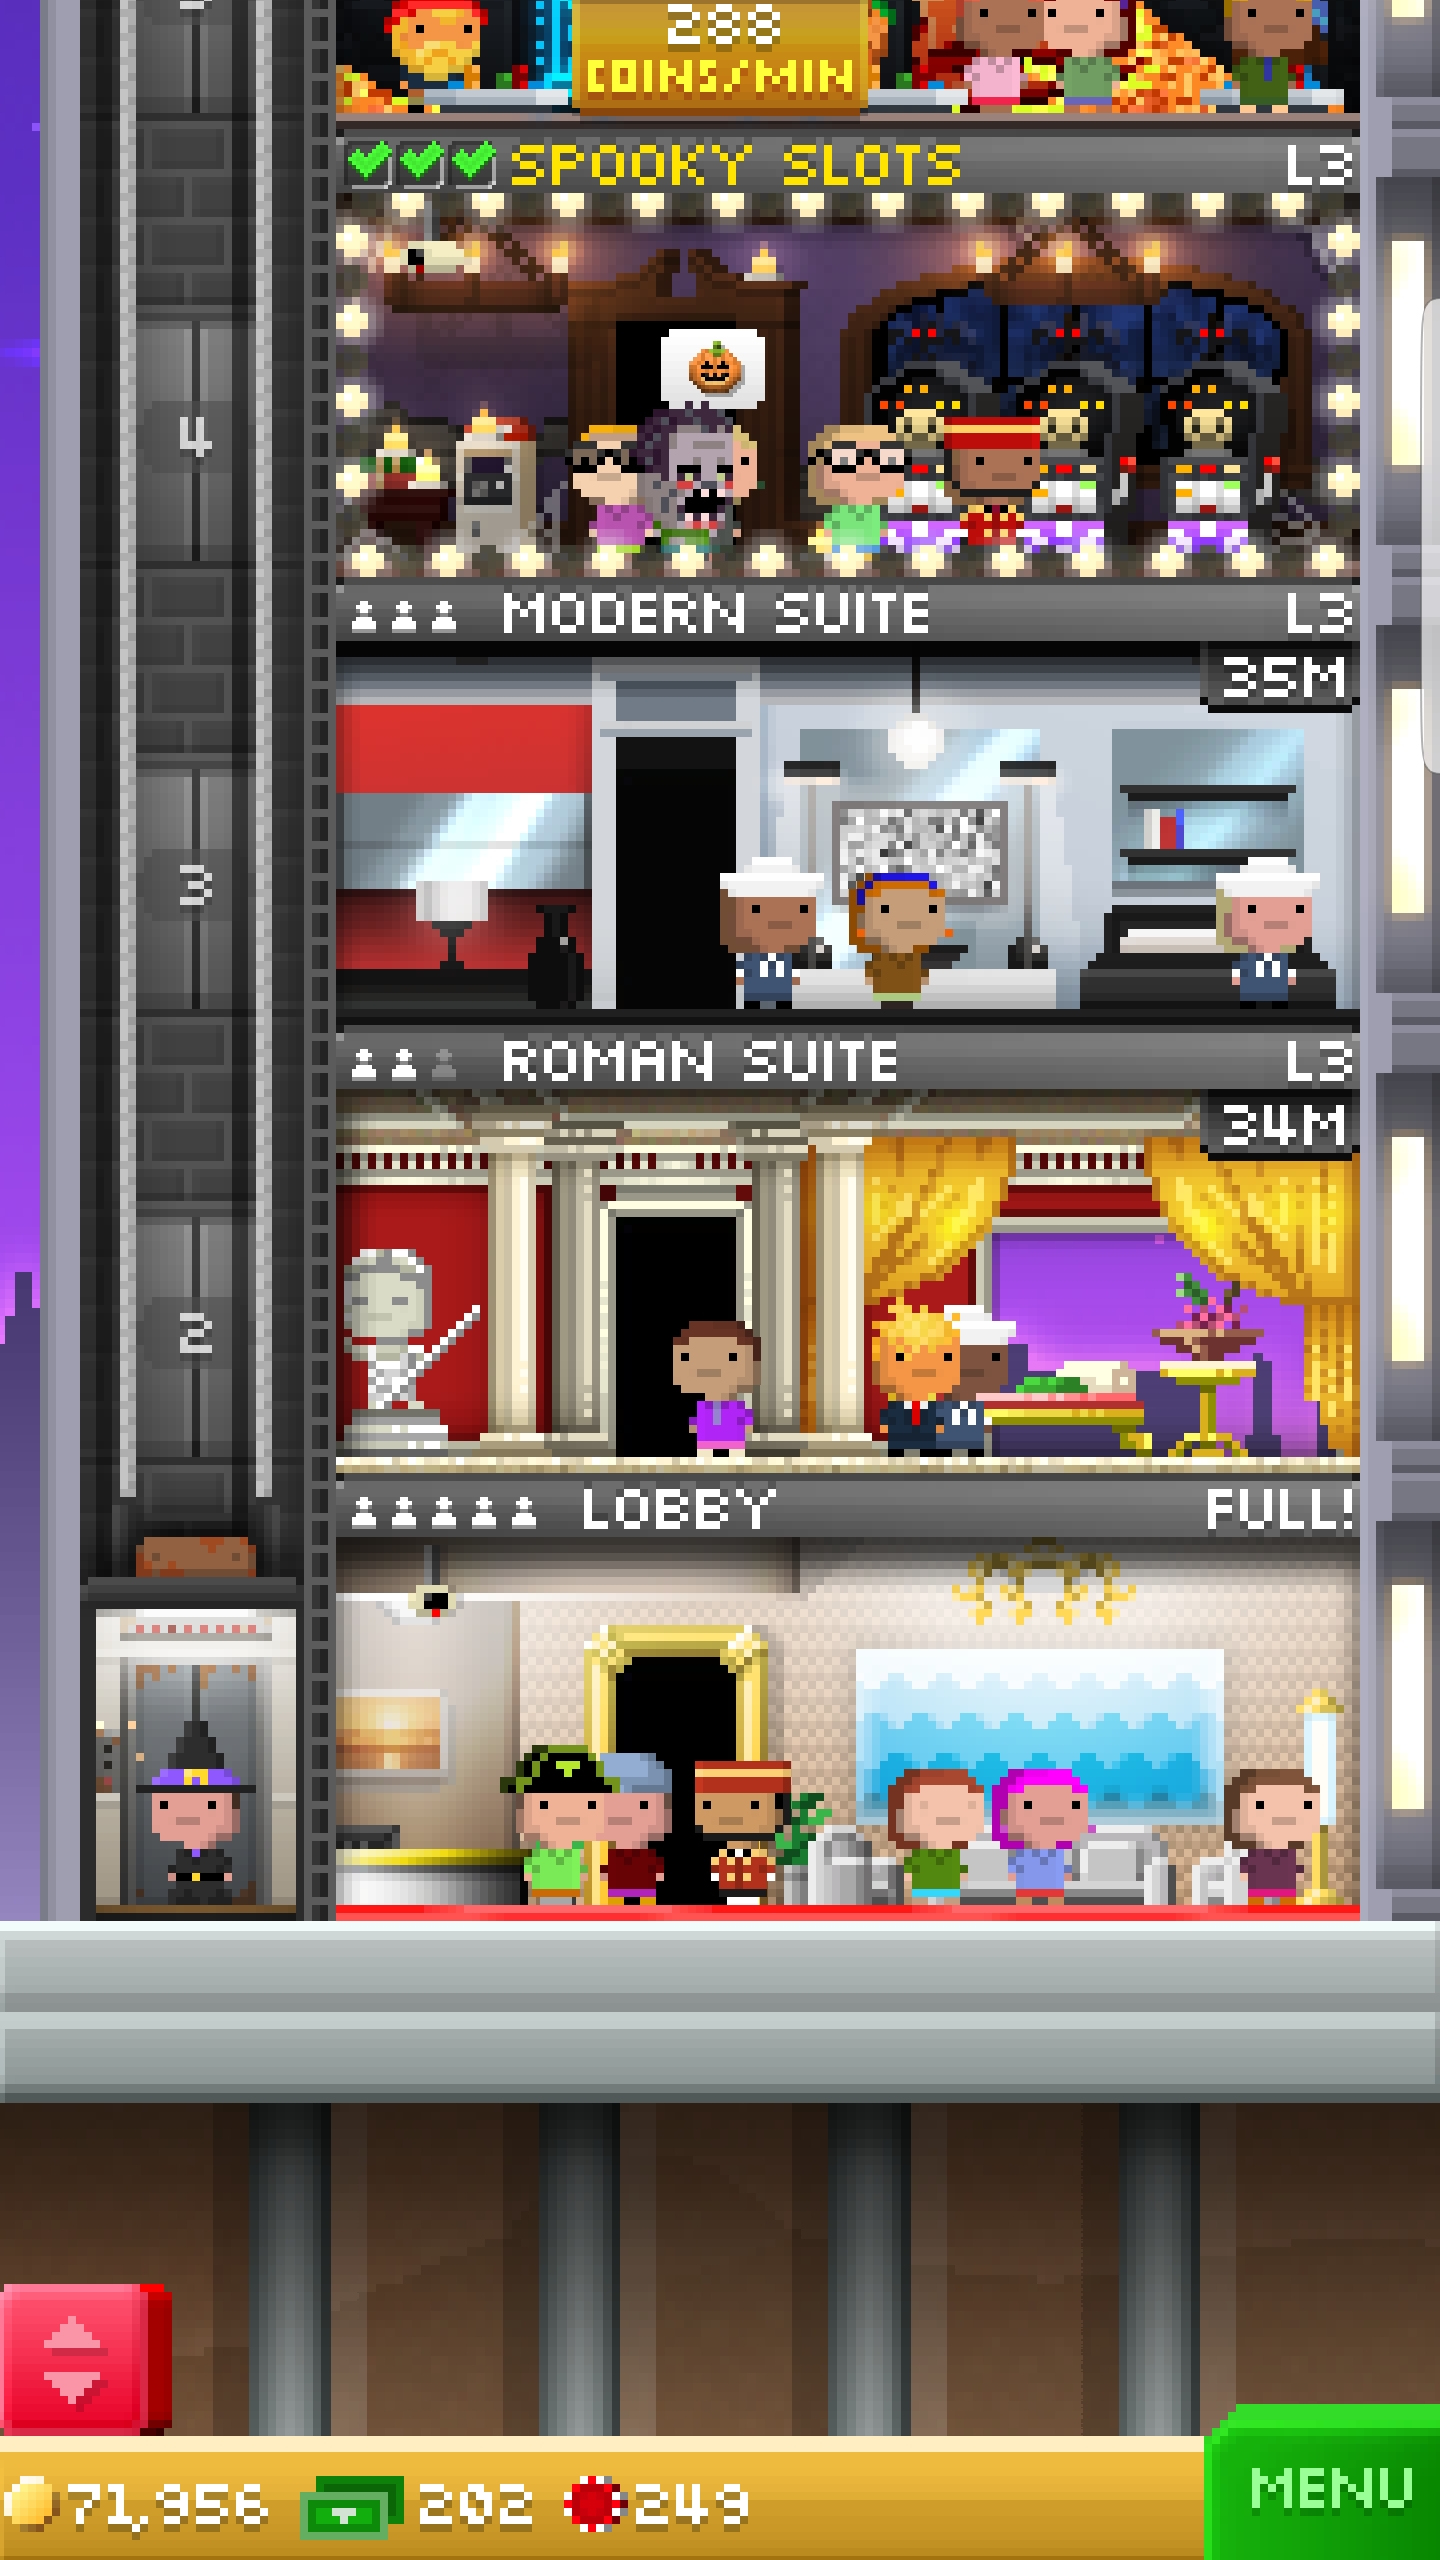 288
COINS/MIN
SPOOKY SLOTS L3
4
MODERN SUITE L3
35M
3
ROMAN SUITE L3
34M
2
LOBBY FULL!
71,956 202 249
MENU